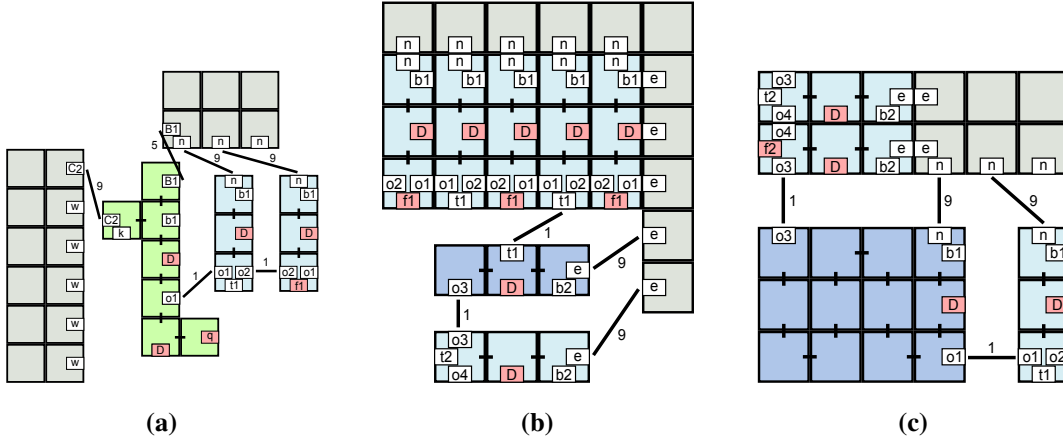 B1
n n n
5 9 9
C2
9
B1
n n
b1 b1
w
C2
k
b1
w
D
D D
w
o1
1
o1 o2
1
o2 o1
t1
f1
w
w
D
q
(a)
n n n n n
n n n n n
b1 b1 b1 b1 b1
e
D D D D D
e
o2 o1 o1 o2 o2 o1 o1 o2 o2 o1
e
f1 t1 f1 t1 f1
1
e
t1
e
9
o3
D
b2
e
1
9
o3
t2
e
o4
D
b2
(b)
o3
t2
e e
o4
D
b2
o4
f2
e e
o3
D
b2
n n n
1 9 9
o3
n n
b1 b1
D D
o1
1
o1 o2
t1
(c)